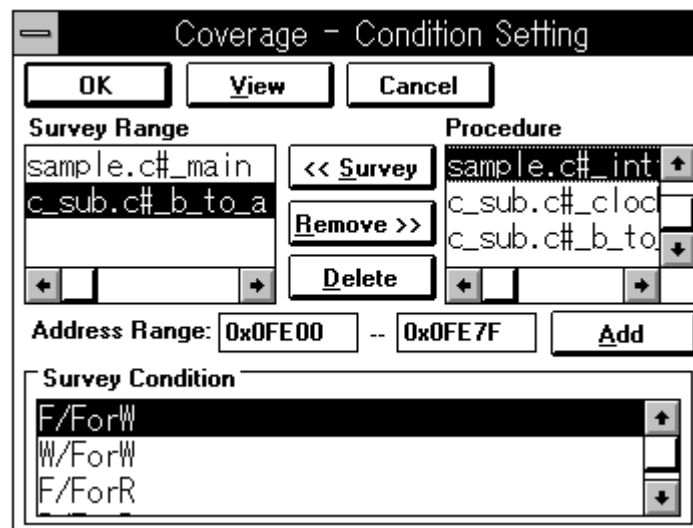 Coverage - Condition Setting
OK View Cancel
Survey Range Procedure
sample.c#_main << Survey sample.c#_int
c_sub.c#_b_to_a Remove >> c_sub.c#_cloc
Delete c_sub.c#_b_to_
Address Range: 0x0FE00 -- 0x0FE7F Add
Survey Condition
F/ForW
W/ForW
F/ForR